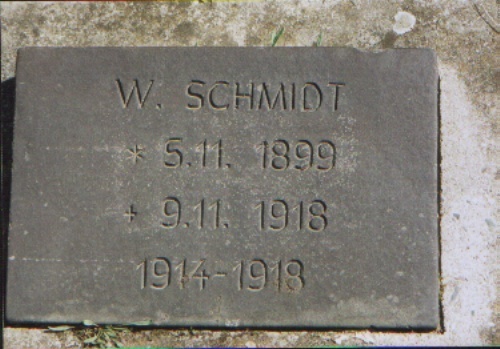 W. SCHMIDT
* 5.11. 1899
+ 9.11. 1918
1914-1918